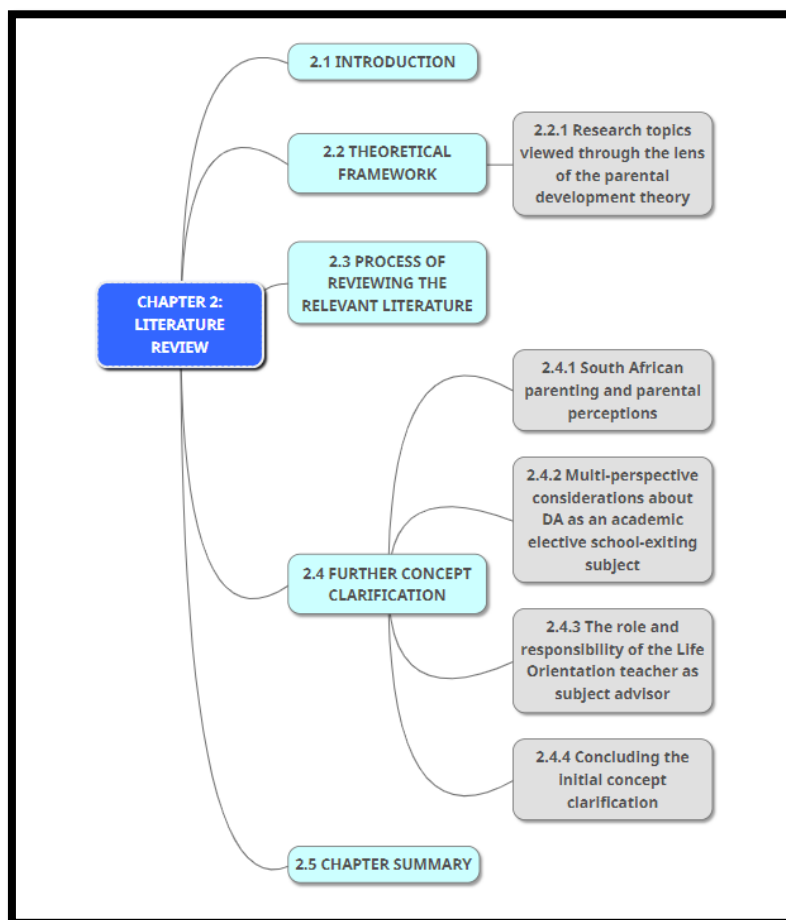 2.1 INTRODUCTION
2.2 THEORETICAL
FRAMEWORK
2.2.1 Research topics
viewed through the lens
of the parental
development theory
2.3 PROCESS OF
REVIEWING THE
RELEVANT LITERATURE
CHAPTER 2:
LITERATURE
REVIEW
2.4 FURTHER CONCEPT
CLARIFICATION
2.4.1 South African
parenting and parental
perceptions
2.4.2 Multi-perspective
considerations about
DA as an academic
elective school-exiting
subject
2.4.3 The role and
responsibility of the Life
Orientation teacher as
subject advisor
2.4.4 Concluding the
initial concept
clarification
2.5 CHAPTER SUMMARY